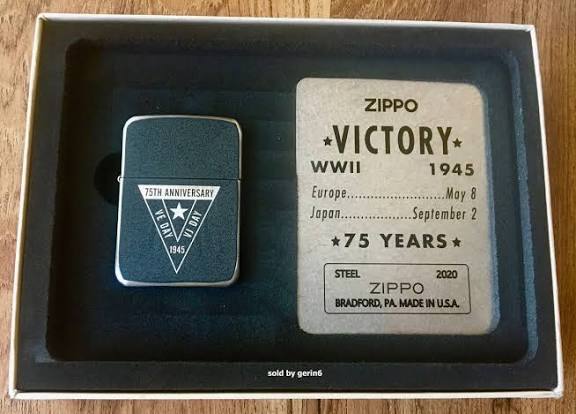 75TH ANNIVERSARY
VE DAY
VJ DAY
1945
ZIPPO
★VICTORY★
WWII 1945
Europe......................May 8
Japan.................September 2
★75 YEARS★
STEEL 2020
ZIPPO
BRADFORD, PA. MADE IN U.S.A.
sold by gerin6